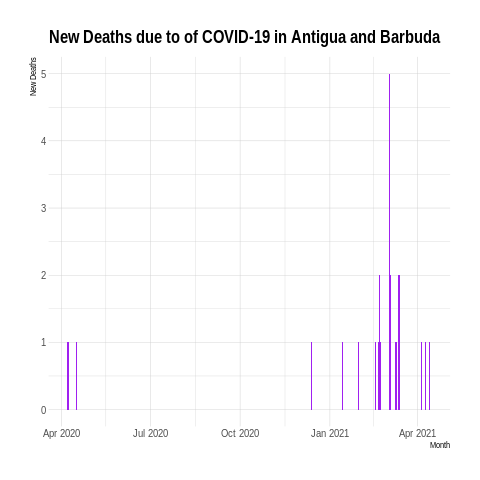 New Deaths due to of COVID-19 in Antigua and Barbuda
New Deaths
5
4
3
2
1
0
Apr 2020 Jul 2020 Oct 2020 Jan 2021 Apr 2021
Month